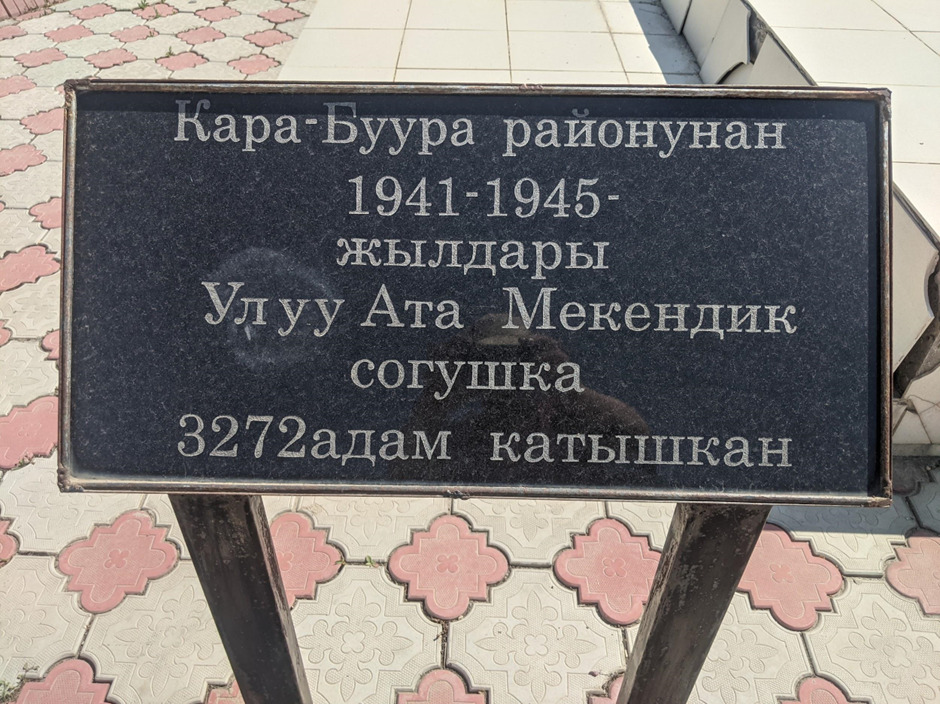 Кара-Буура районунан
1941-1945-
жылдары
Улуу Ата Мекендик
согушка
3272адам катышкан